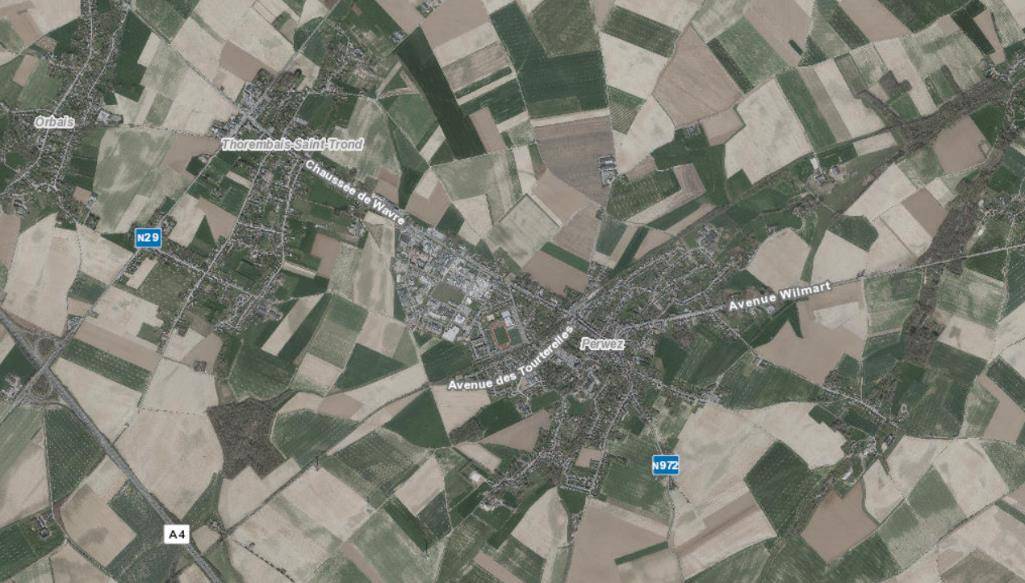 Orbais
Thorembais-Saint-Trond
Chaussée de Wavre
N29
Avenue Wilmart
Perwez
Avenue des Tourterelles
N972
A4